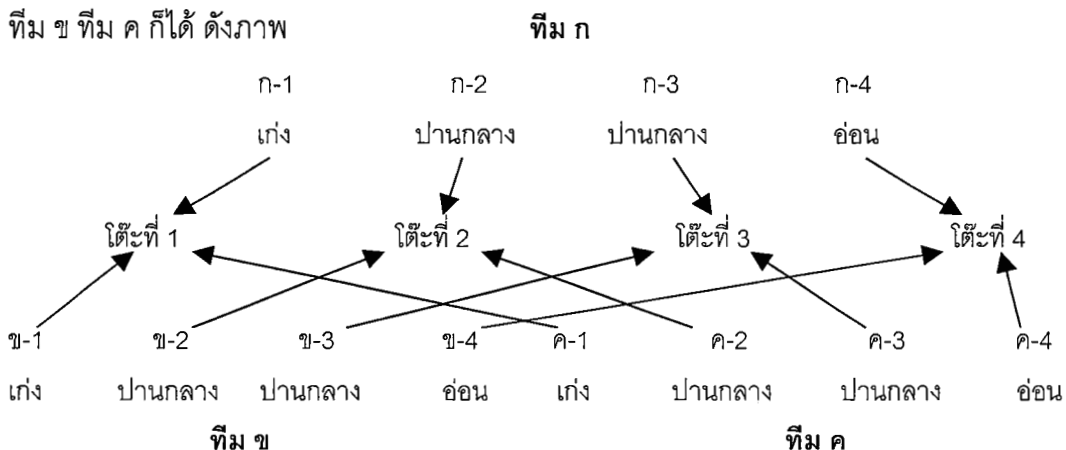 ทีม ข ทีม ค ก็ได้ ดังภาพ ทีม ก
ก-1 ก-2 ก-3 ก-4
เก่ง ปานกลาง ปานกลาง อ่อน
โต๊ะที่ 1 โต๊ะที่ 2 โต๊ะที่ 3 โต๊ะที่ 4
ข-1 ข-2 ข-3 ข-4 ค-1 ค-2 ค-3 ค-4
เก่ง ปานกลาง ปานกลาง อ่อน เก่ง ปานกลาง ปานกลาง อ่อน
ทีม ข ทีม ค